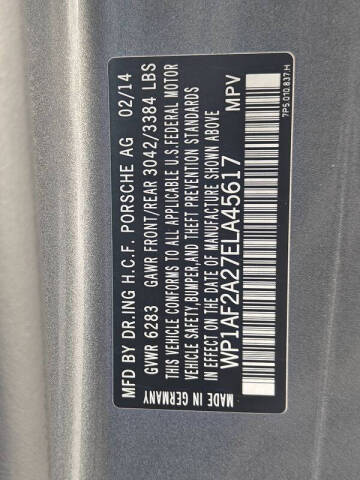 MFD BY DR.ING H.C.F. PORSCHE AG 02/14
GVWR 6283 GAWR FRONT/REAR 3042/3384 LBS
THIS VEHICLE CONFORMS TO ALL APPLICABLE U.S. FEDERAL MOTOR
VEHICLE SAFETY, BUMPER, AND THEFT PREVENTION STANDARDS
IN EFFECT ON THE DATE OF MANUFACTURE SHOWN ABOVE
WP1AF2A27ELA45617 MPV
MADE IN GERMANY
7P5.010.837.H